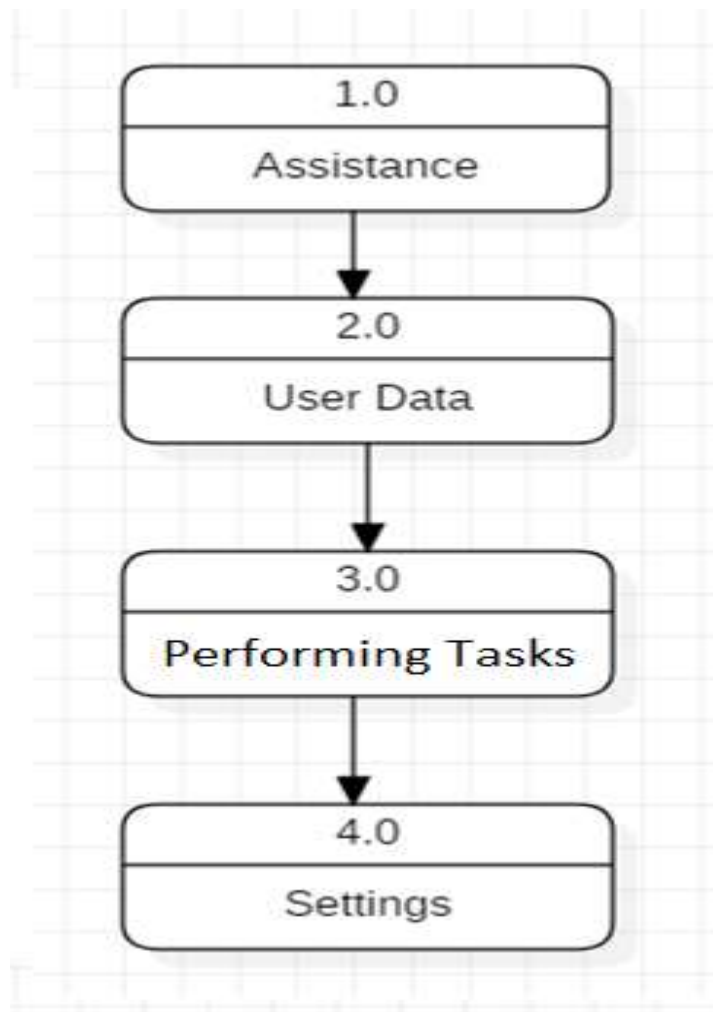 1.0
Assistance
2.0
User Data
3.0
Performing Tasks
4.0
Settings